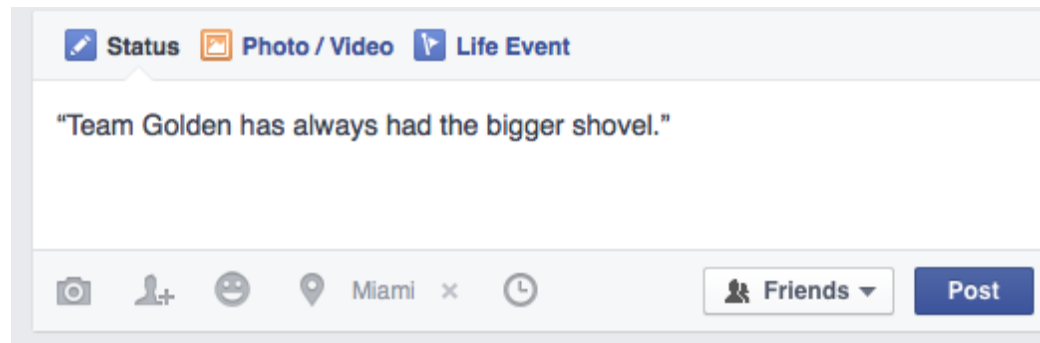 Status Photo / Video Life Event
“Team Golden has always had the bigger shovel.”
Miami × Friends Post